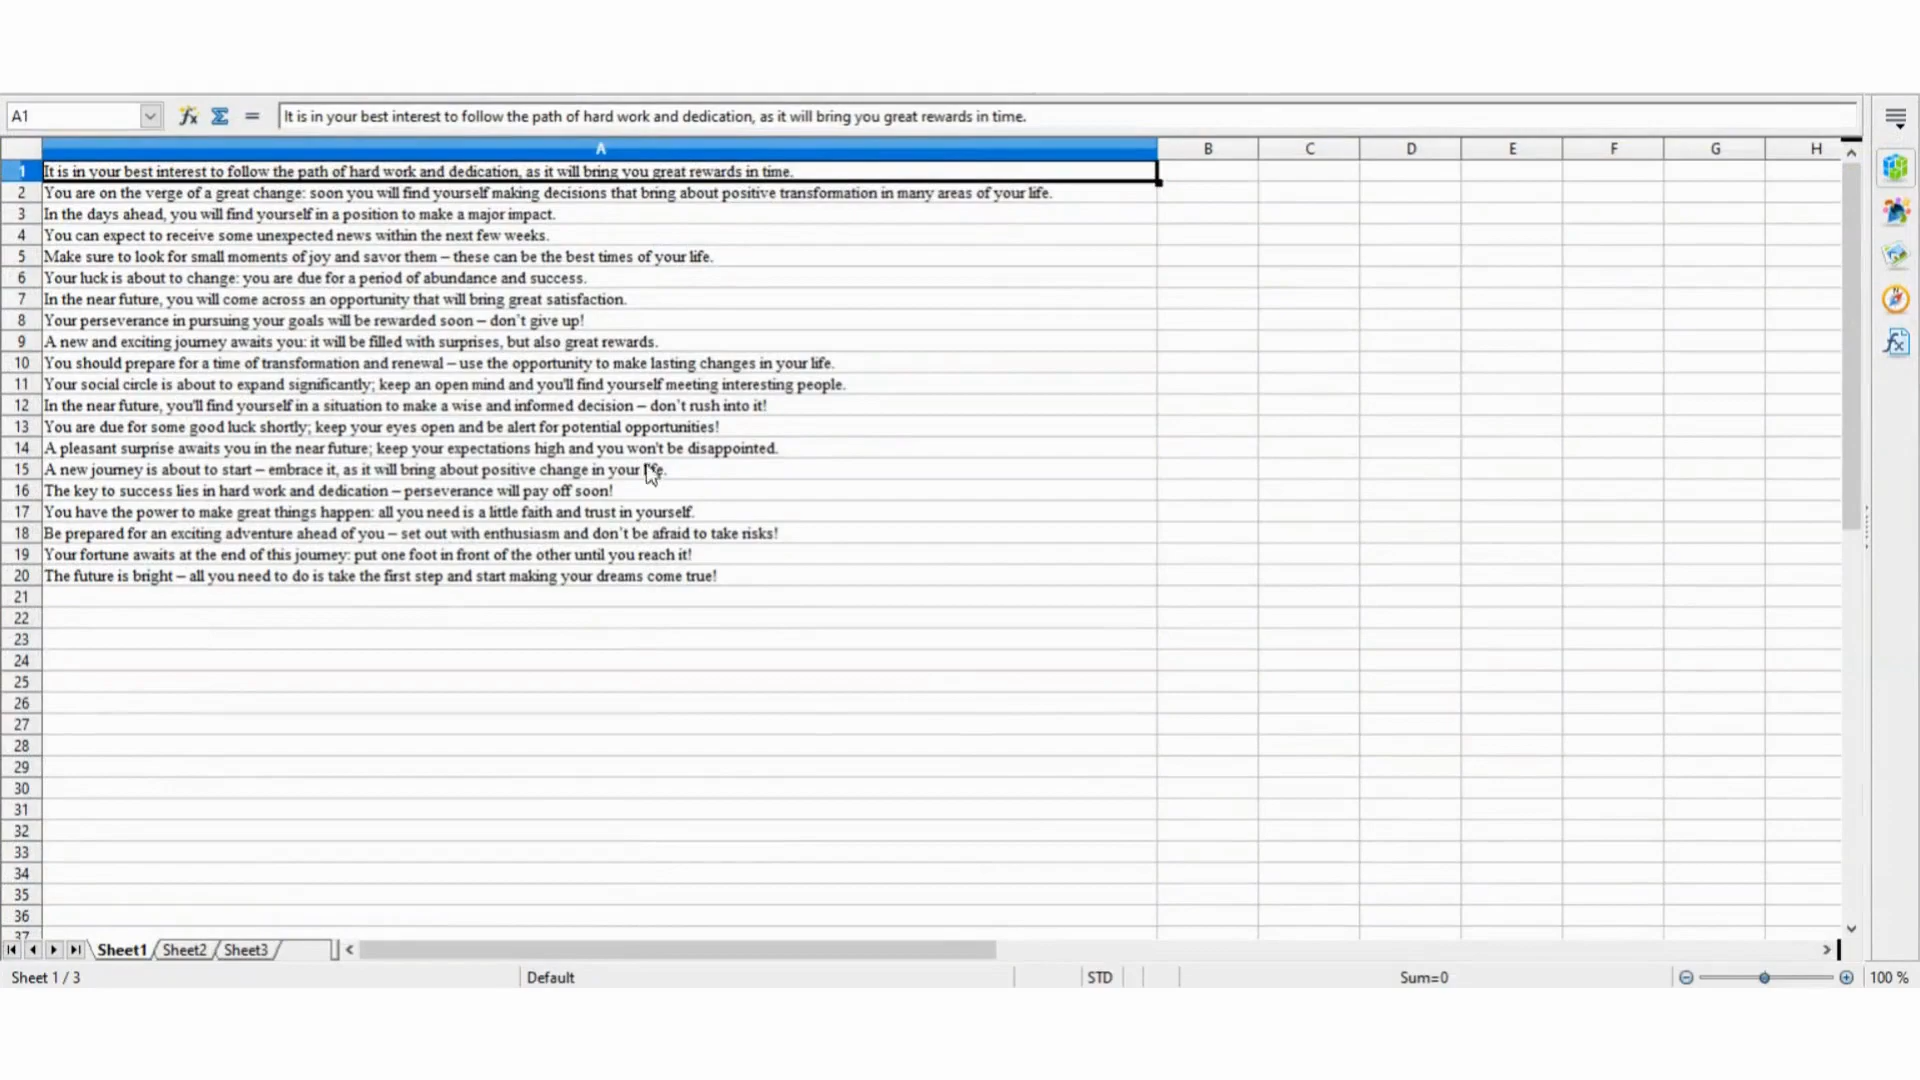 A1
It is in your best interest to follow the path of hard work and dedication, as it will bring you great rewards in time.
A B C D E F G H
1 It is in your best interest to follow the path of hard work and dedication, as it will bring you great rewards in time.
2 You are on the verge of a great change: soon you will find yourself making decisions that bring about positive transformation in many areas of your life.
3 In the days ahead, you will find yourself in a position to make a major impact.
4 You can expect to receive some unexpected news within the next few weeks.
5 Make sure to look for small moments of joy and savor them – these can be the best times of your life.
6 Your luck is about to change: you are due for a period of abundance and success.
7 In the near future, you will come across an opportunity that will bring great satisfaction.
8 Your perseverance in pursuing your goals will be rewarded soon – don't give up!
9 A new and exciting journey awaits you: it will be filled with surprises, but also great rewards.
10 You should prepare for a time of transformation and renewal – use the opportunity to make lasting changes in your life.
11 Your social circle is about to expand significantly; keep an open mind and you'll find yourself meeting interesting people.
12 In the near future, you'll find yourself in a situation to make a wise and informed decision – don't rush into it!
13 You are due for some good luck shortly; keep your eyes open and be alert for potential opportunities!
14 A pleasant surprise awaits you in the near future; keep your expectations high and you won't be disappointed.
15 A new journey is about to start – embrace it, as it will bring about positive change in your life.
16 The key to success lies in hard work and dedication – perseverance will pay off soon!
17 You have the power to make great things happen: all you need is a little faith and trust in yourself.
18 Be prepared for an exciting adventure ahead of you – set out with enthusiasm and don't be afraid to take risks!
19 Your fortune awaits at the end of this journey: put one foot in front of the other until you reach it!
20 The future is bright – all you need to do is take the first step and start making your dreams come true!
21
22
23
24
25
26
27
28
29
30
31
32
33
34
35
36
37
Sheet1 Sheet2 Sheet3
Sheet 1 / 3 Default STD Sum=0 100 %